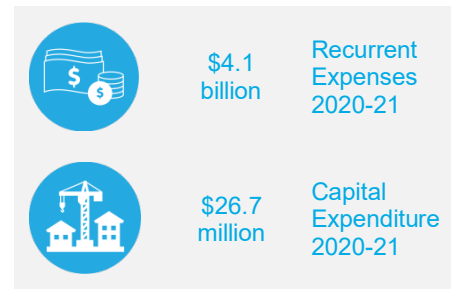 $4.1
billion
Recurrent
Expenses
2020-21
$26.7
million
Capital
Expenditure
2020-21